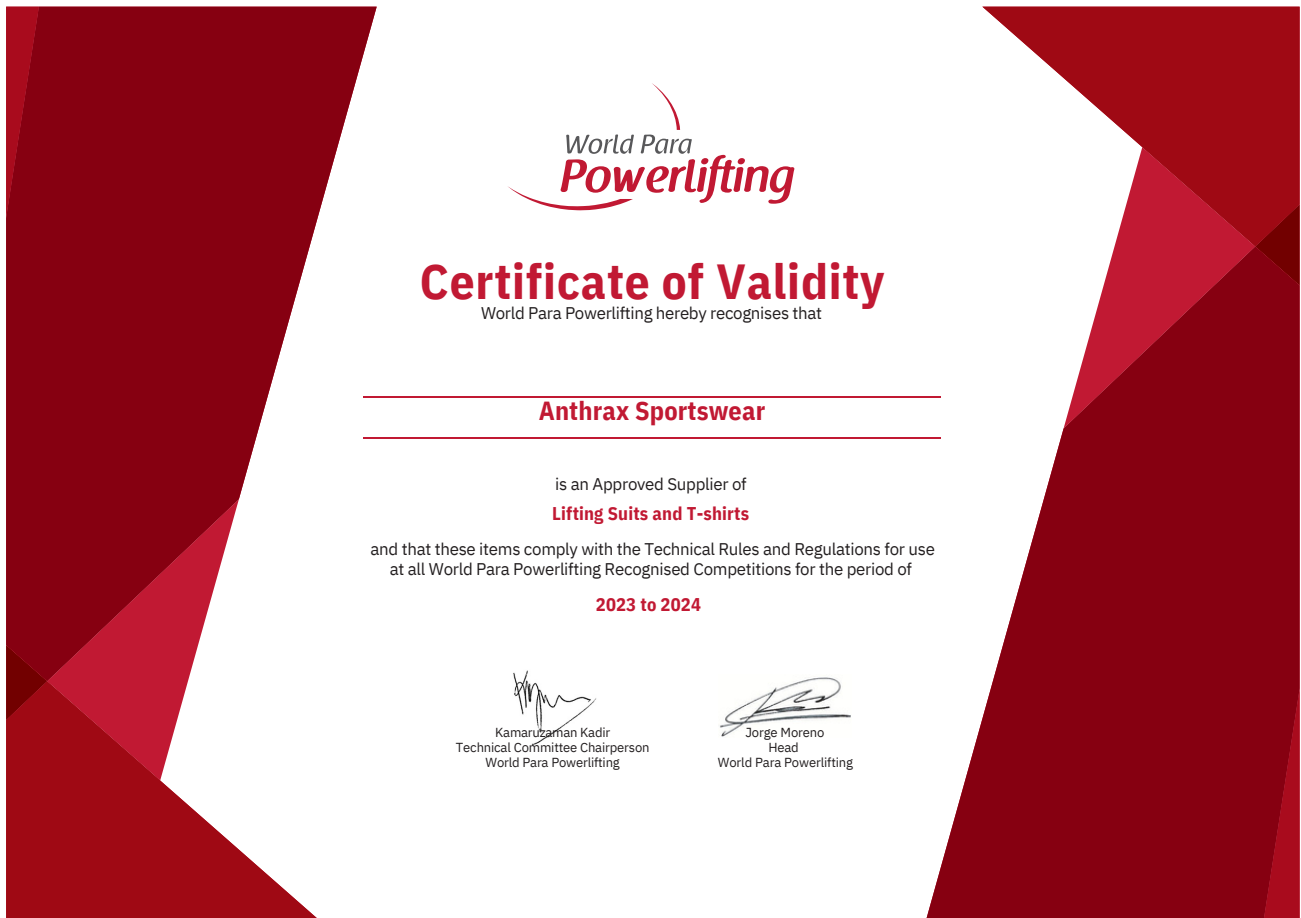 World Para
Powerlifting
Certificate of Validity
World Para Powerlifting hereby recognises that
Anthrax Sportswear
is an Approved Supplier of
Lifting Suits and T-shirts
and that these items comply with the Technical Rules and Regulations for use
at all World Para Powerlifting Recognised Competitions for the period of
2023 to 2024
Kamaruzaman Kadir
Technical Committee Chairperson
World Para Powerlifting
Jorge Moreno
Head
World Para Powerlifting